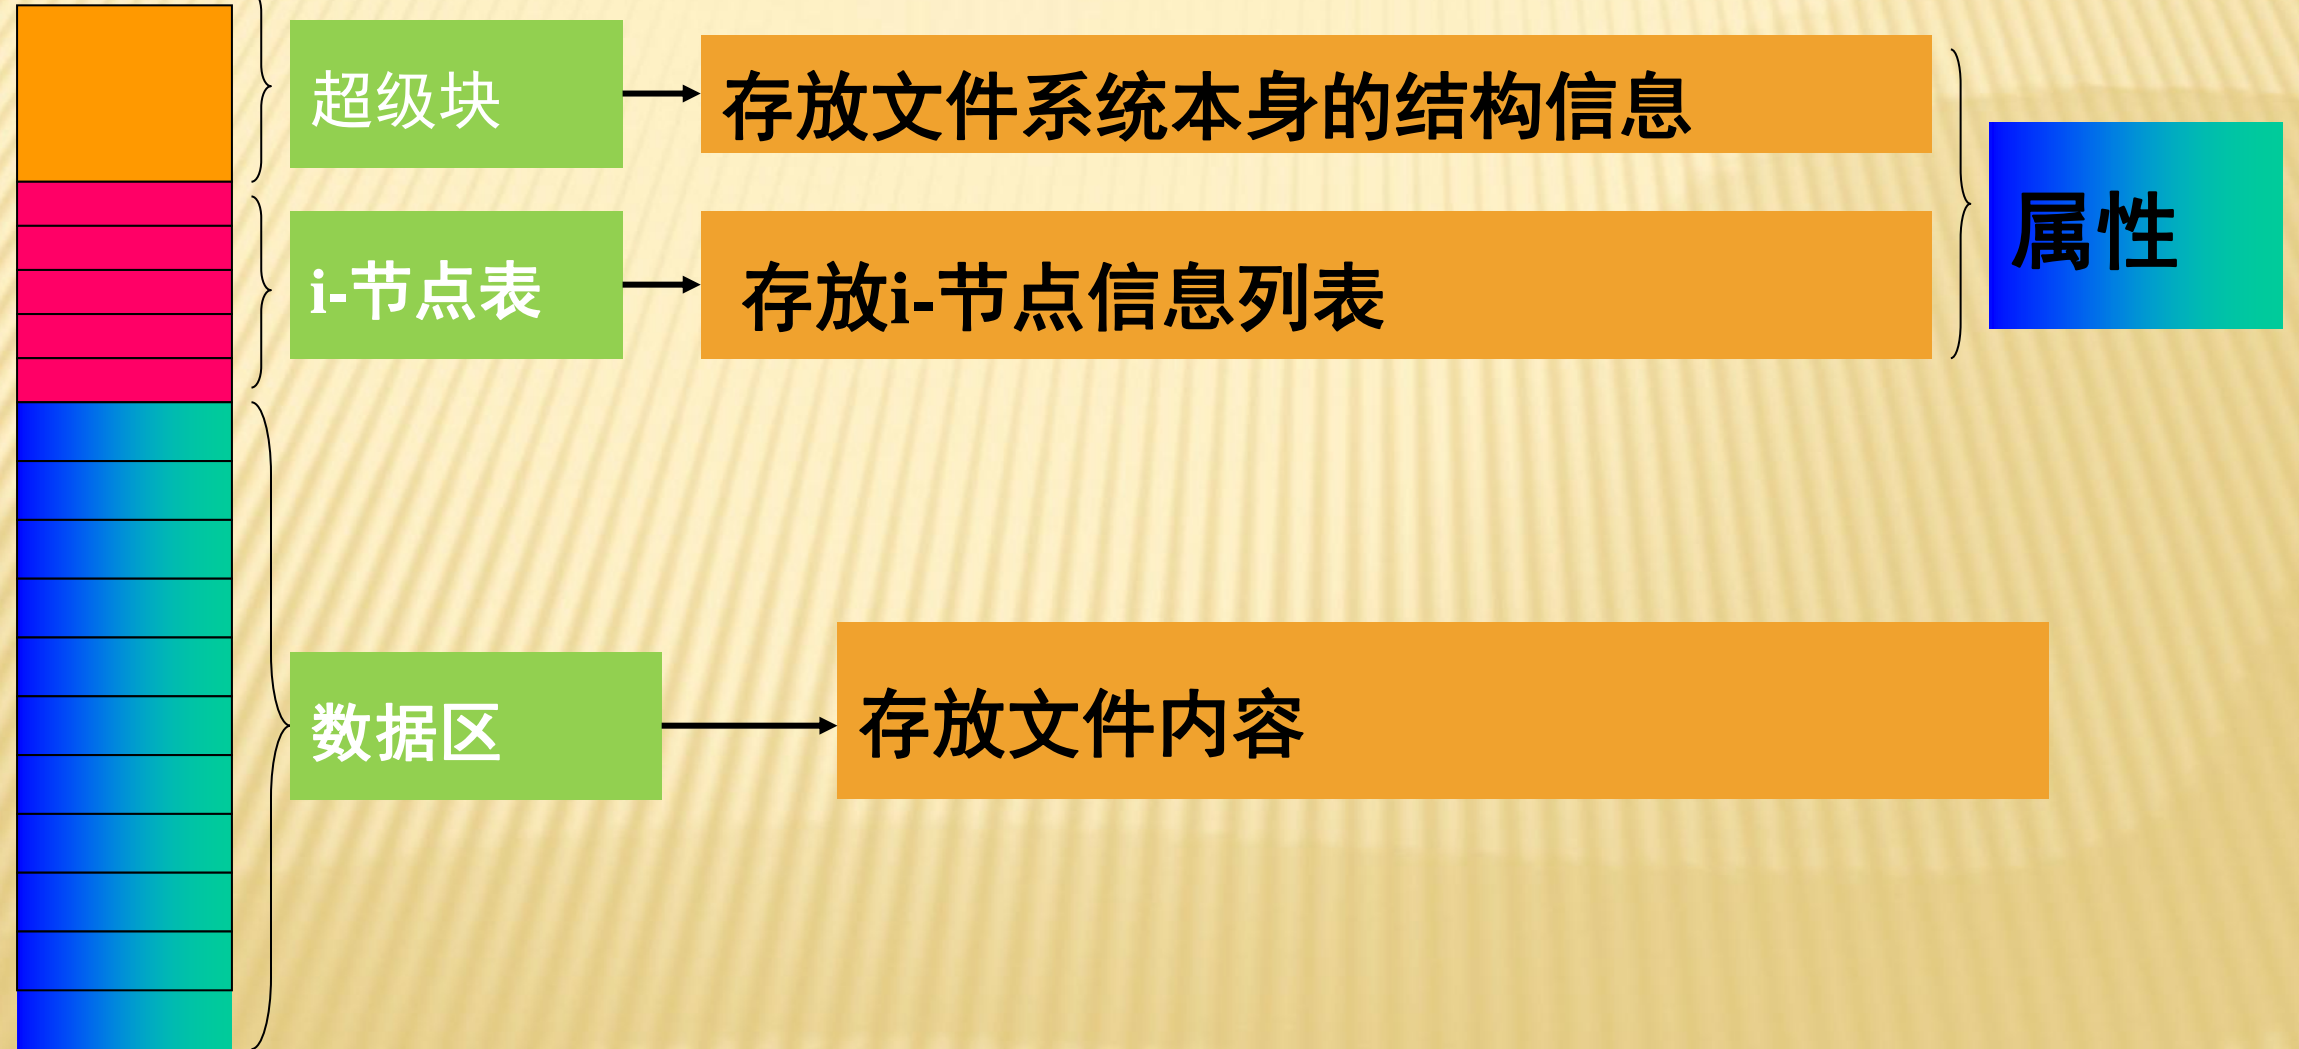 超级块
存放文件系统本身的结构信息
属性
i-节点表
存放i-节点信息列表
数据区
存放文件内容